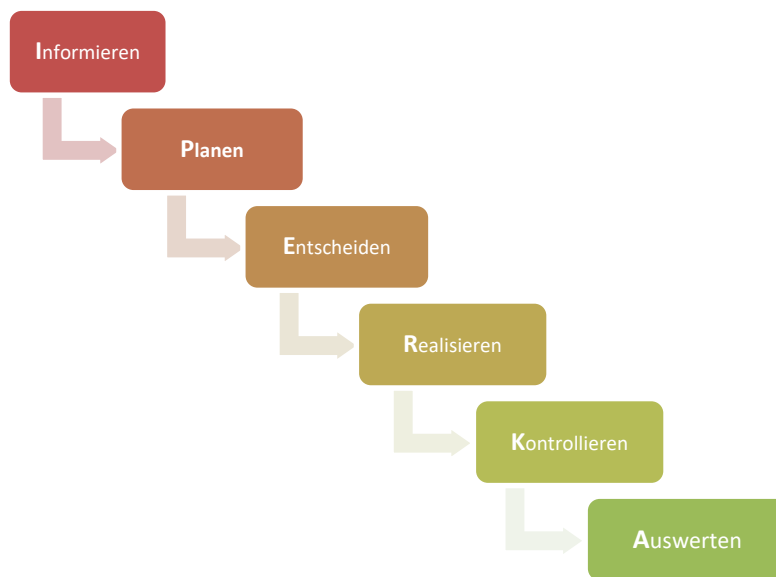 Informieren
Planen
Entscheiden
Realisieren
Kontrollieren
Auswerten